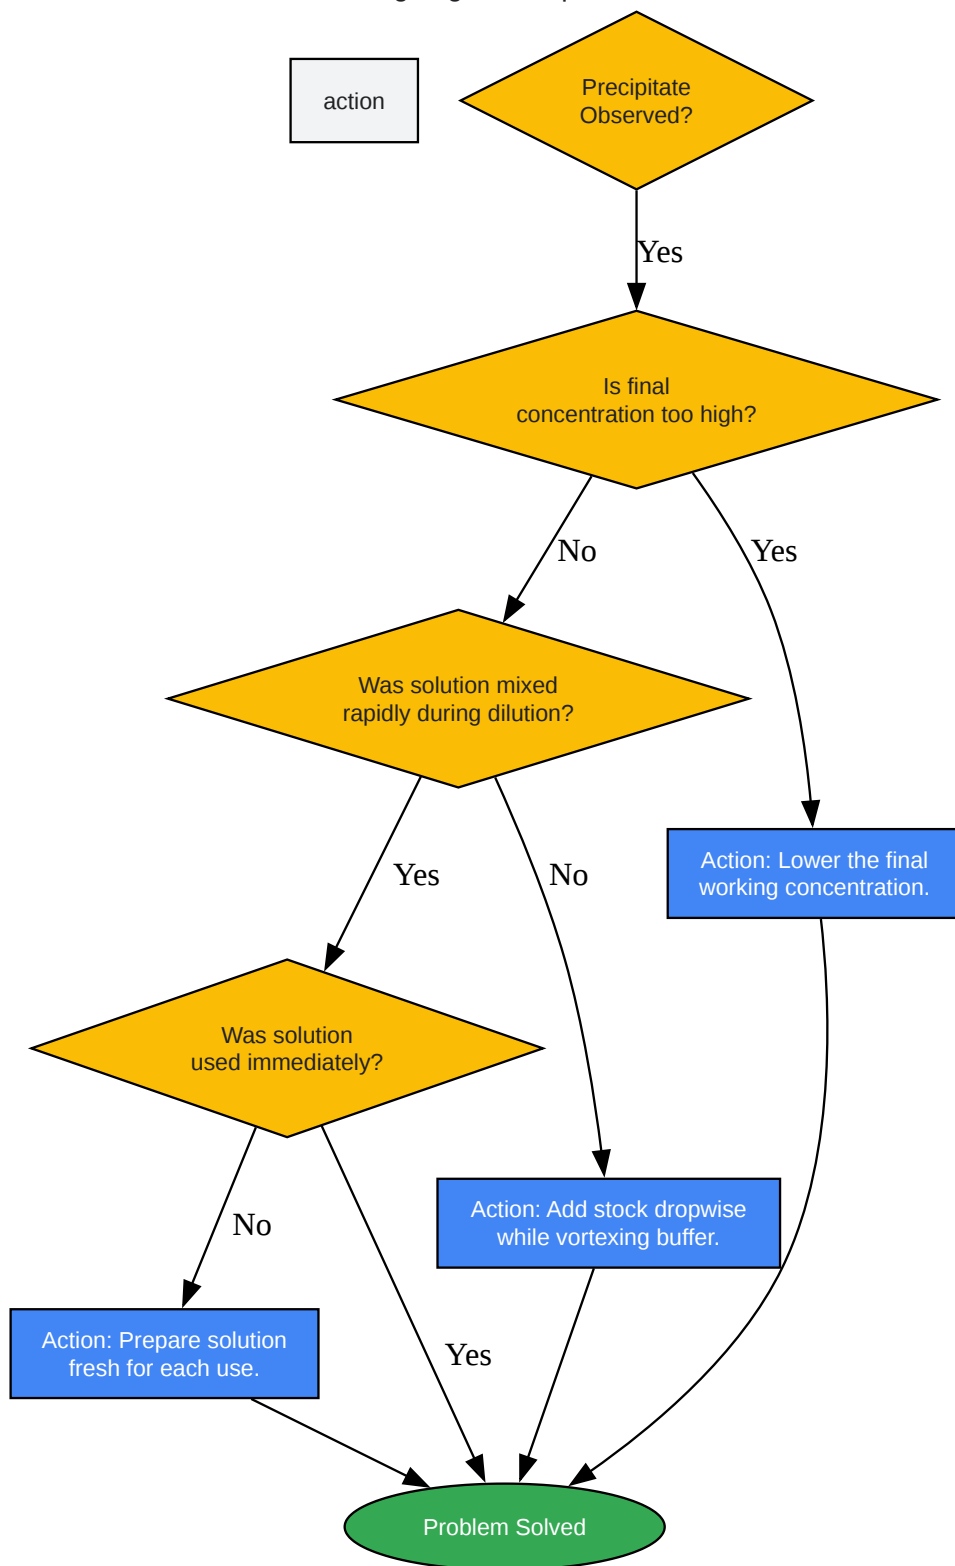 action
Precipitate
Observed?
Yes
Is final
concentration too high?
No
Yes
Was solution mixed
rapidly during dilution?
Yes
No
Action: Lower the final
working concentration.
Was solution
used immediately?
Action: Add stock dropwise
while vortexing buffer.
No
Action: Prepare solution
fresh for each use.
Yes
Problem Solved